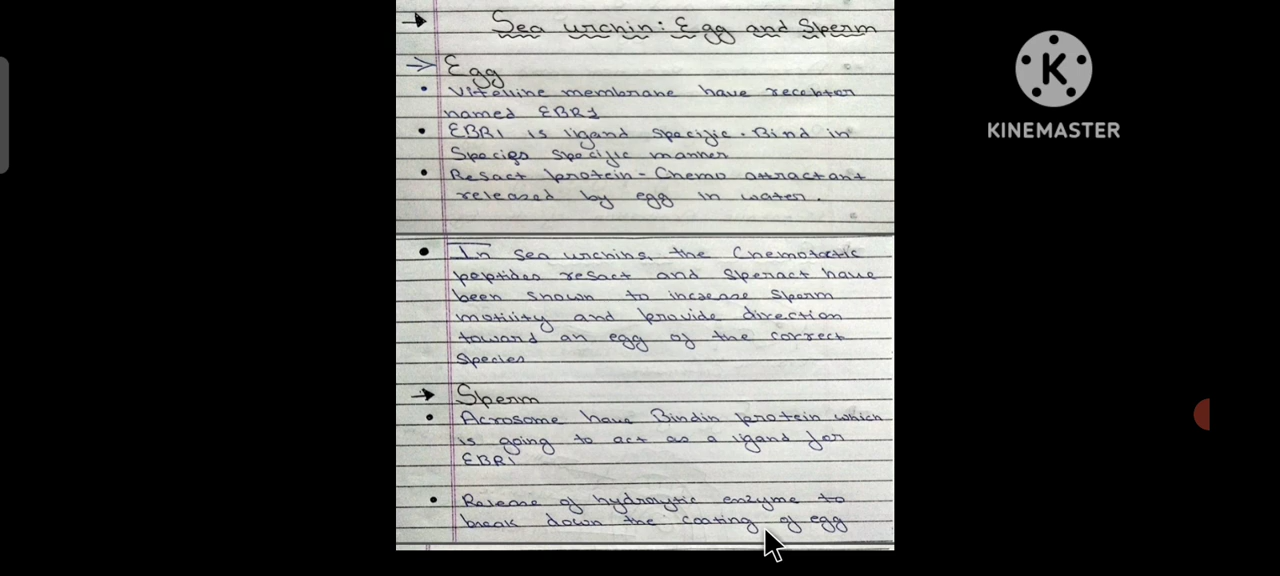 → Sea urchin: Egg and Sperm
→ Egg
• Vitelline membrane have receptor
named EBR1
• EBR1 is ligand specific. Bind in
Species specific manner
• Resact protein - Chemo attractant
released by egg in water.
• In sea urchins, the Chemotactic
peptides resact and speract have
been shown to increase sperm
motility and provide direction
toward an egg of the correct
species
→ Sperm
• Acrosome have Bindin protein which
is going to act as a ligand for
EBR1
• Release of hydrolytic enzyme to
break down the coating of egg
K
KINEMASTER